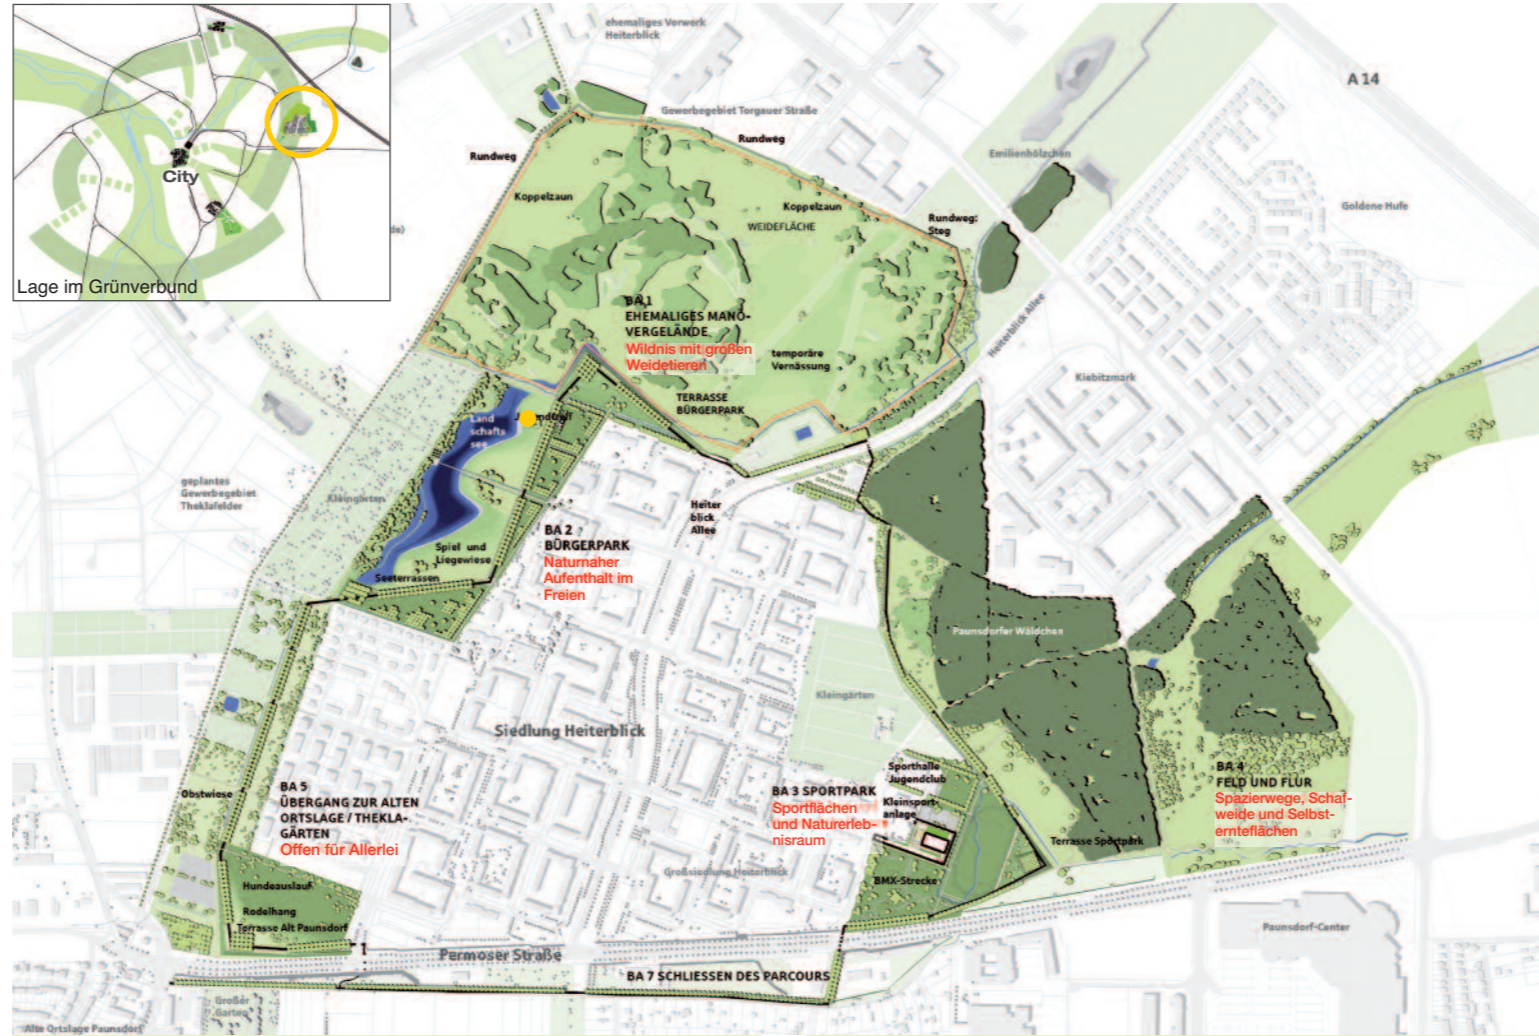 City
Lage im Grünverbund
ehemaliges Vorwerk
Heiterblick
A 14
Gewerbegebiet Torgauer Straße
Rundweg
Rundweg
Emilienhölzchen
Koppelzaun
Koppelzaun
WEIDEFLÄCHE
Rundweg:
Steg
Goldene Hufe
de)
BA 1
EHEMALIGES MANÖ-
VERGELÄNDE
Wildnis mit großen
Weidetieren
temporäre
Vernässung
Heiterblick Allee
Kiebitzmark
TERRASSE
BÜRGERPARK
Land
schafts
see
geplantes
Gewerbegebiet
Theklafelder
Kleingärten
Heiter
blick
Allee
BA 2
BÜRGERPARK
Naturnaher
Aufenthalt im
Freien
Spiel und
Liegewiese
Seeterrassen
Paunsdorfer Wäldchen
Kleingärten
Siedlung Heiterblick
Sporthalle
Jugendclub
Kleinsport-
anlage
BA 3 SPORTPARK
Sportflächen
und Naturerleb-
nisraum
BA 4
FELD UND FLUR
Spazierwege, Schaf-
weide und Selbst-
ernteflächen
Obstwiese
BA 5
ÜBERGANG ZUR ALTEN
ORTSLAGE / THEKLA-
GÄRTEN
Offen für Allerlei
Terrasse Sportpark
Großsiedlung Heiterblick
BMX-Strecke
Hundeauslauf
Rodelhang
Terrasse Alt Paunsdorf
Permoser Straße
Paunsdorf-Center
BA 7 SCHLIESSEN DES PARCOURS
Großer
Garten
Alte Ortslage Paunsdorf